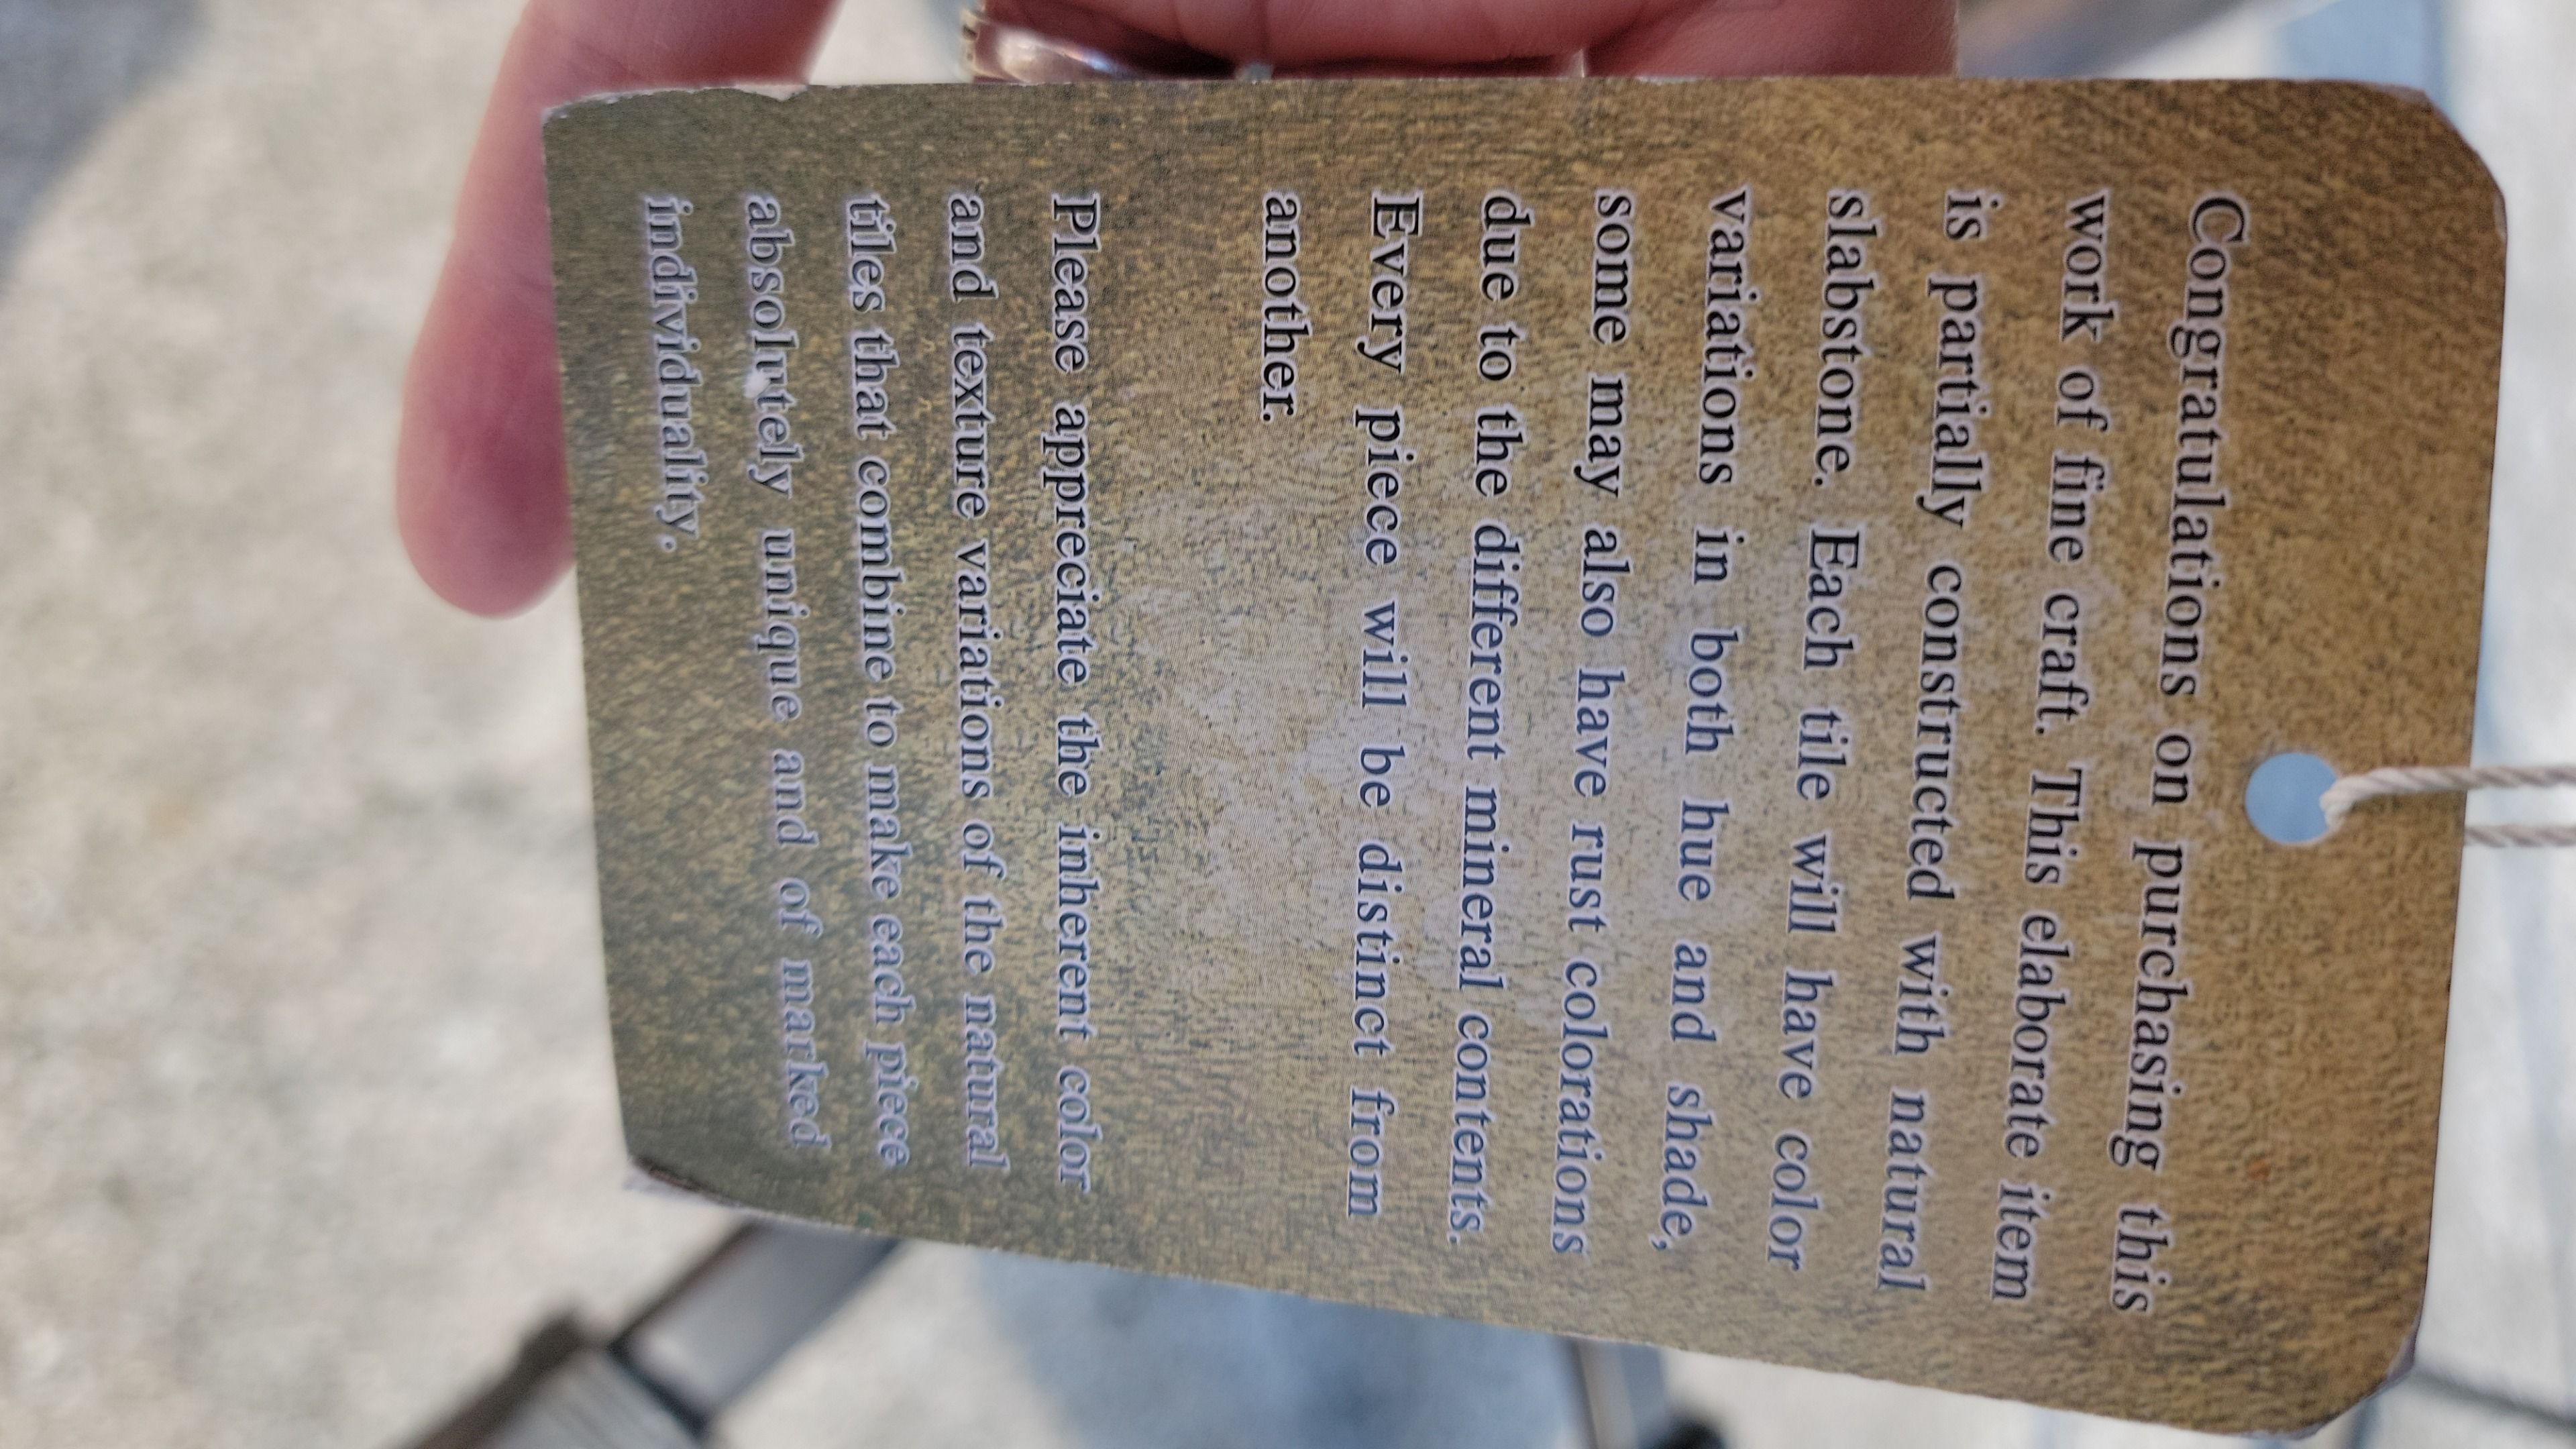 Congratulations on purchasing this
work of fine craft. This elaborate item
is partially constructed with natural
slabstone. Each tile will have color
variations in both hue and shade,
some may also have rust colorations
due to the different mineral contents.
Every piece will be distinct from
another.
Please appreciate the inherent color
and texture variations of the natural
tiles that combine to make each piece
absolutely unique and of marked
individuality.